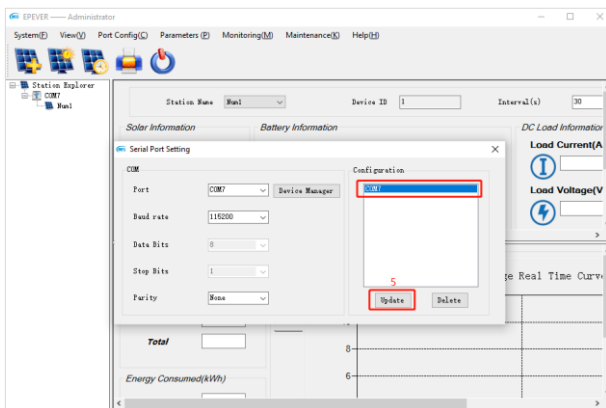 EPEVER —— Administrator
System(F) View(V) Port Config(C) Parameters (P) Monitoring(M) Maintenance(K) Help(H)
Station Explorer
COM7
Num1
Station Name Num1 Device ID 1 Interval(s) 30
Solar Information Battery Information DC Load Information
Load Current(A
Load Voltage(V
Serial Port Setting
COM
Port COM7 Device Manager
Baud rate 115200
Data Bits 8
Stop Bits 1
Parity None
Configuration
COM7
5
Update Delete
ge Real Time Curve
Total
8
6
Energy Consumed(kWh)